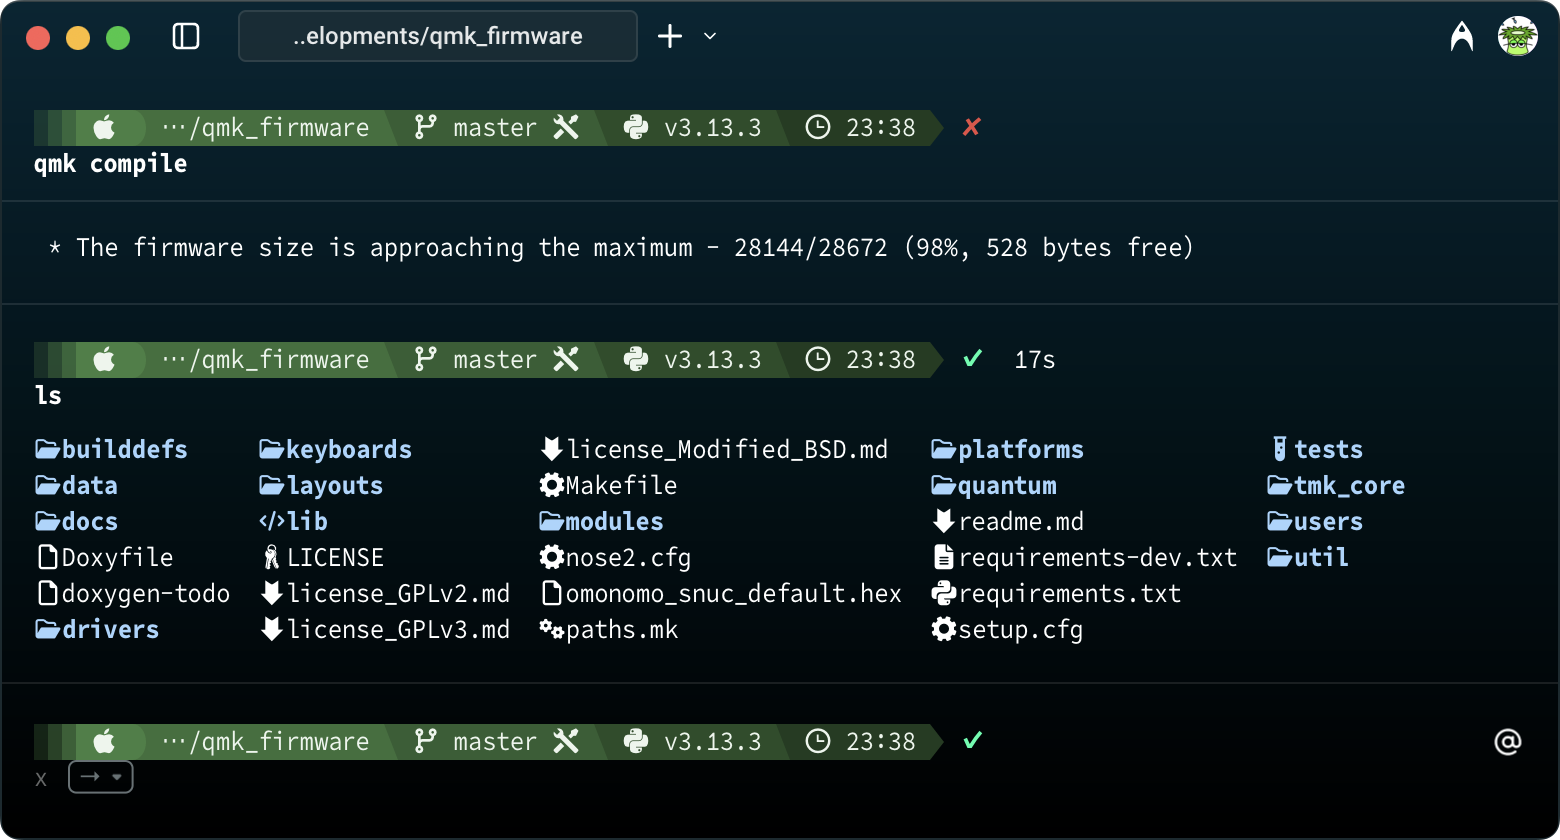 ..elopments/qmk_firmware
…/qmk_firmware master v3.13.3 23:38 ✗
qmk compile
* The firmware size is approaching the maximum - 28144/28672 (98%, 528 bytes free)
…/qmk_firmware master v3.13.3 23:38 ✓ 17s
ls
builddefs keyboards license_Modified_BSD.md platforms tests
data layouts Makefile quantum tmk_core
docs lib modules readme.md users
Doxyfile LICENSE nose2.cfg requirements-dev.txt util
doxygen-todo license_GPLv2.md omonomo_snuc_default.hex requirements.txt
drivers license_GPLv3.md paths.mk setup.cfg
…/qmk_firmware master v3.13.3 23:38 ✓ @
x →